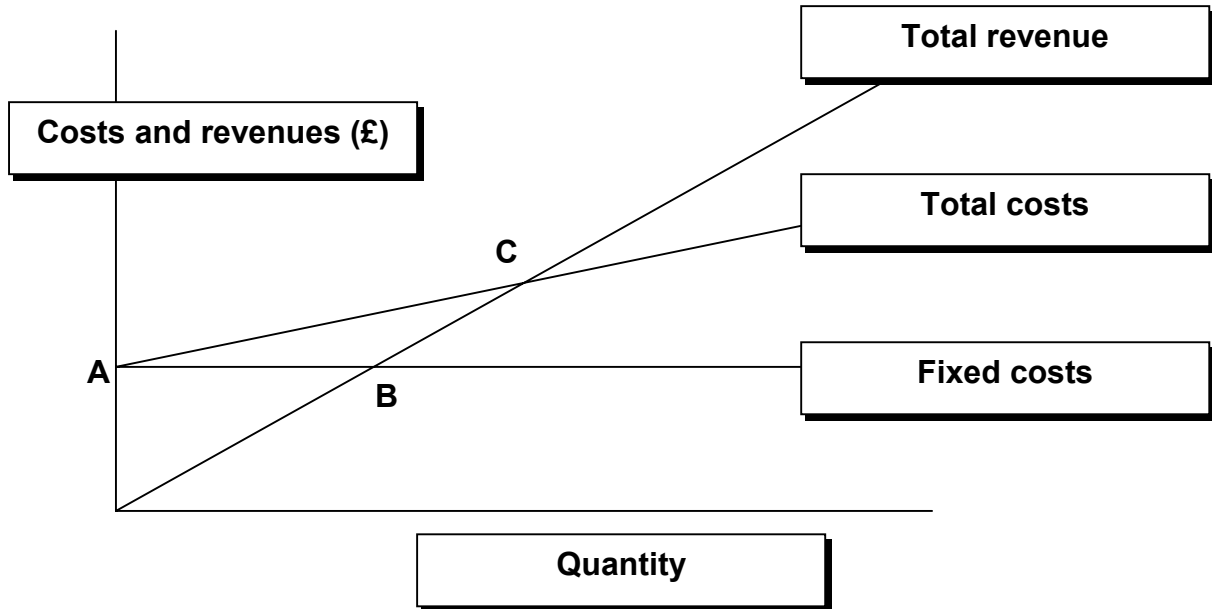 Total revenue
Costs and revenues (£)
Total costs
C
A
Fixed costs
B
Quantity